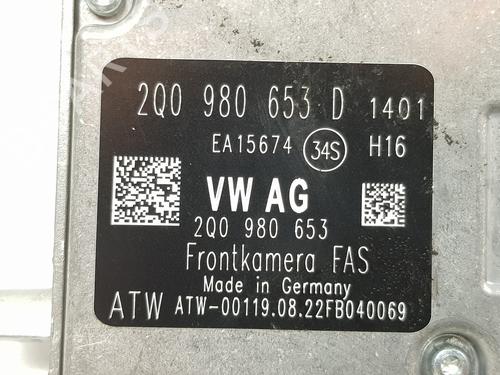 2Q0 980 653 D 1401
EA15674 34S H16
VW AG
2Q0 980 653
Frontkamera FAS
Made in Germany
ATW ATW-00119.08.22FB040069